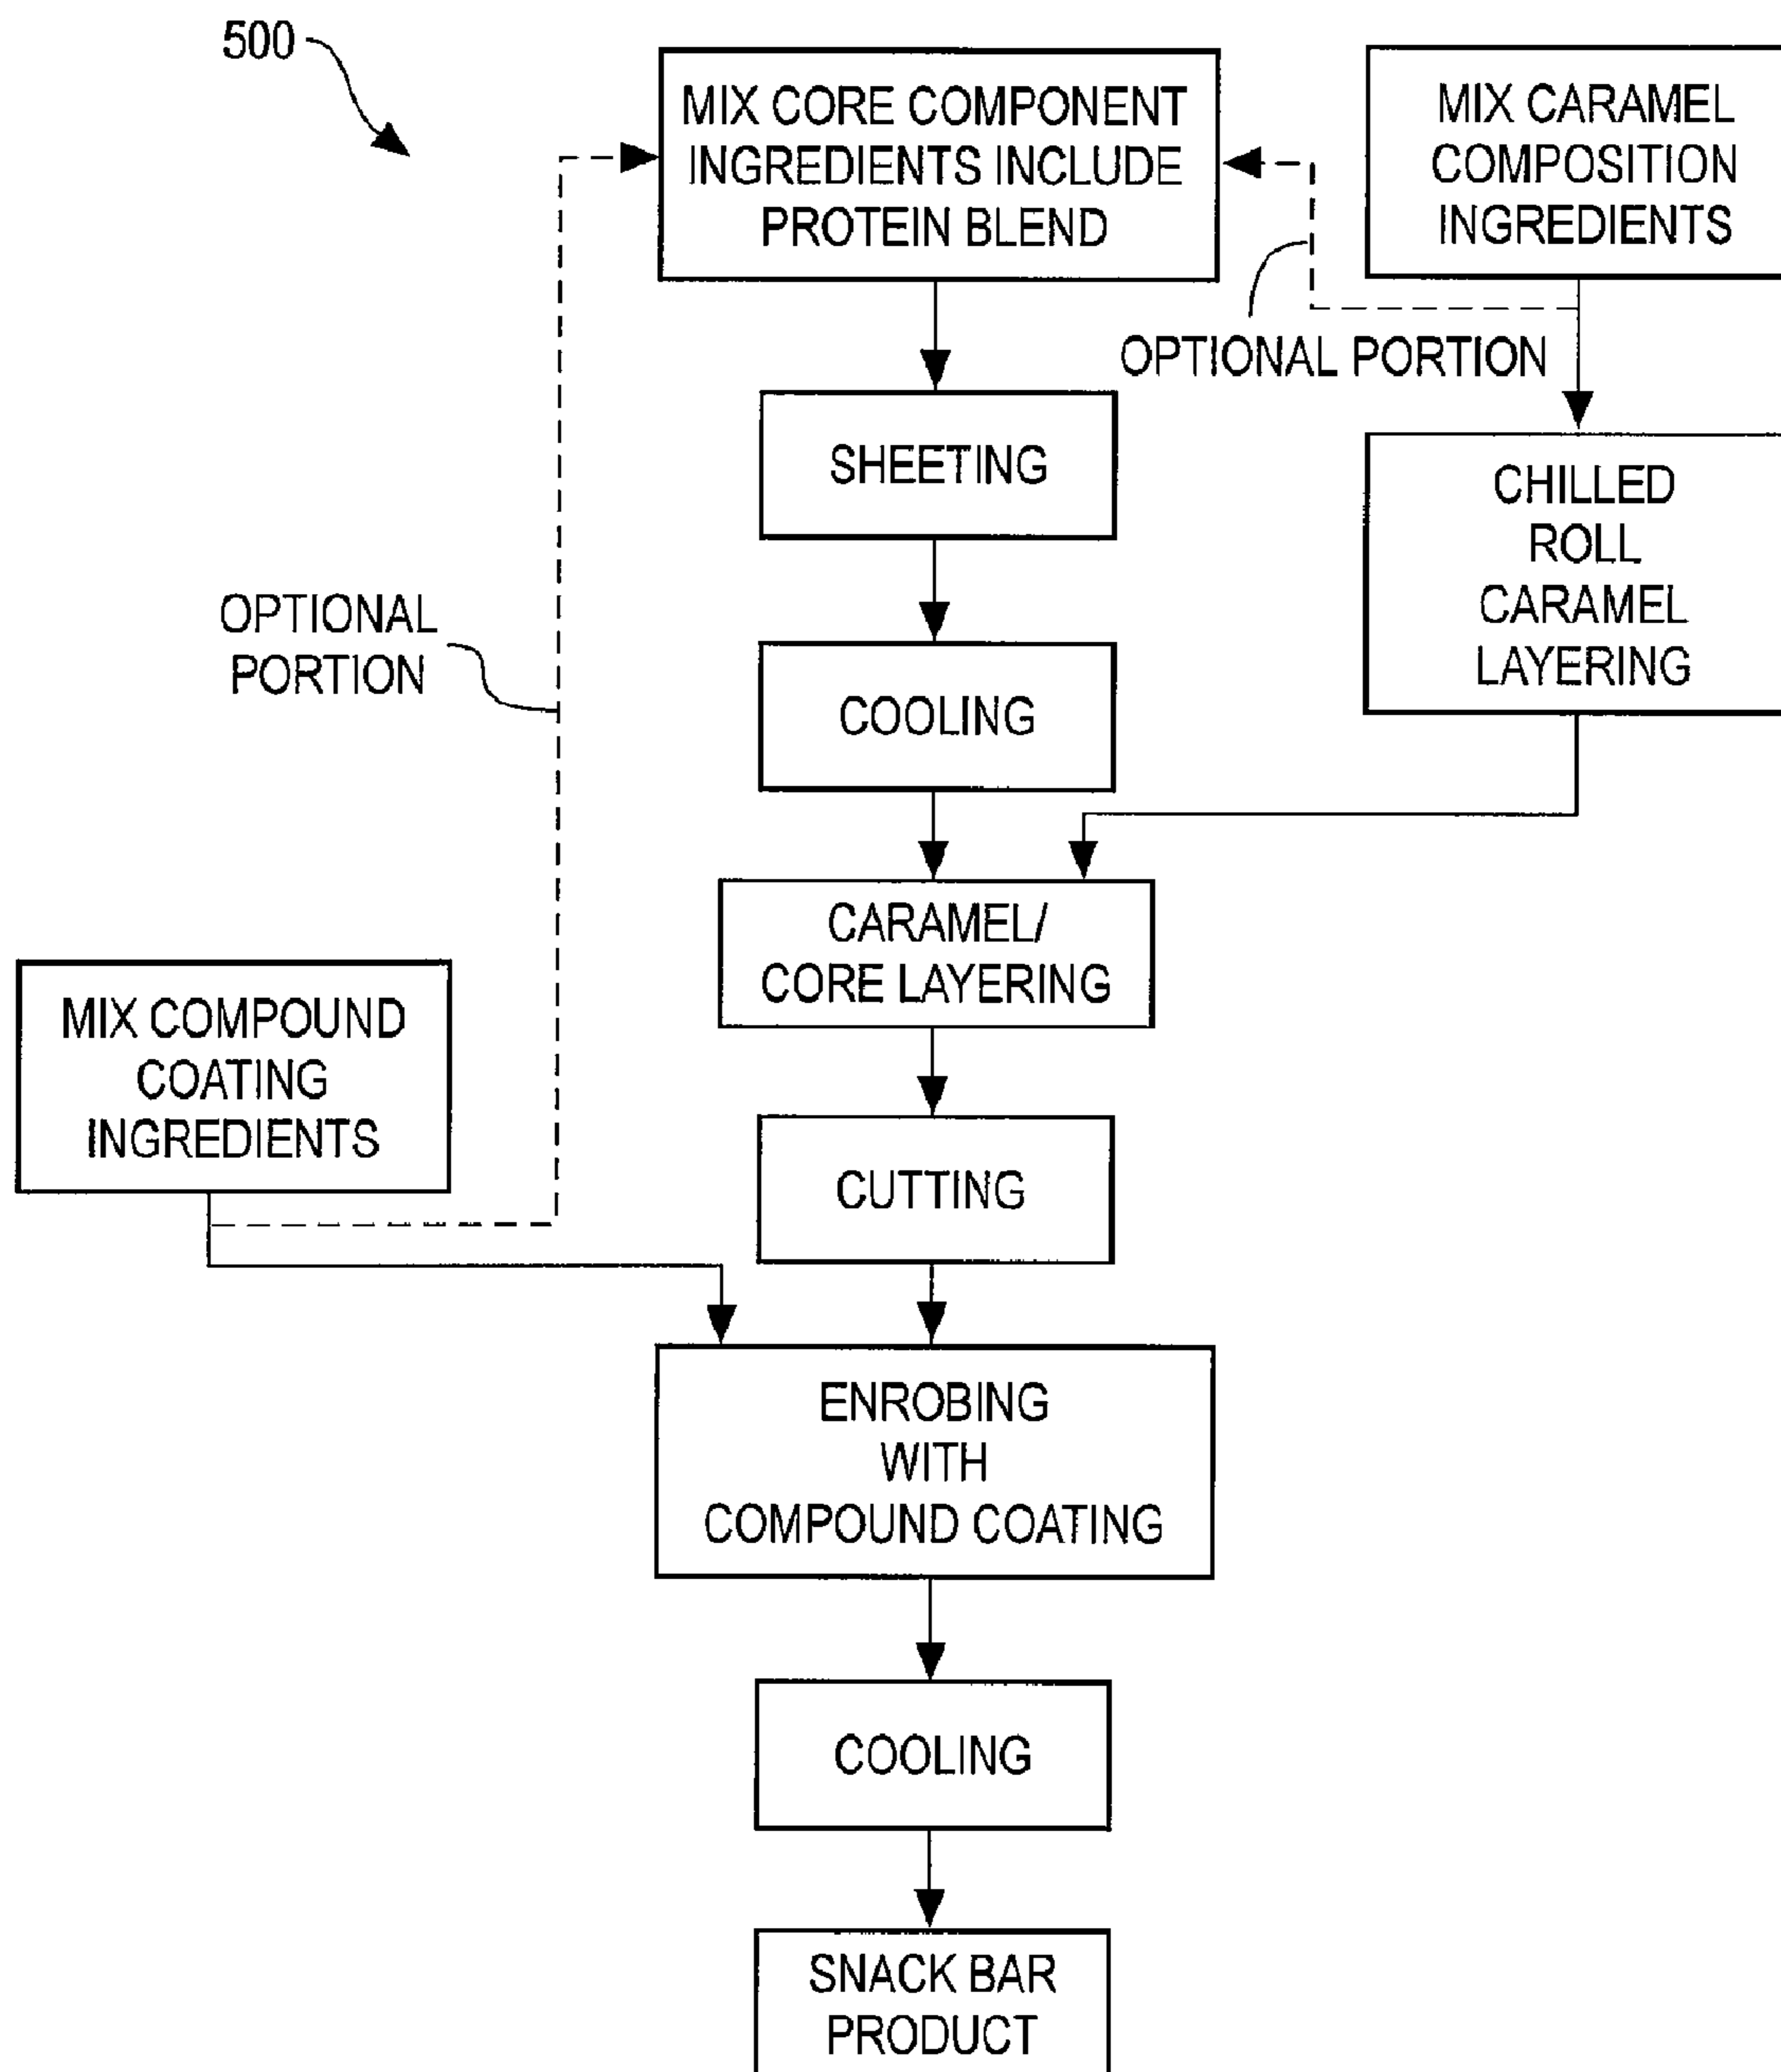 500
MIX CORE COMPONENT
INGREDIENTS INCLUDE
PROTEIN BLEND
MIX CARAMEL
COMPOSITION
INGREDIENTS
OPTIONAL PORTION
SHEETING
CHILLED
ROLL
CARAMEL
LAYERING
OPTIONAL
PORTION
COOLING
CARAMEL/
CORE LAYERING
MIX COMPOUND
COATING
INGREDIENTS
CUTTING
ENROBING
WITH
COMPOUND COATING
COOLING
SNACK BAR
PRODUCT